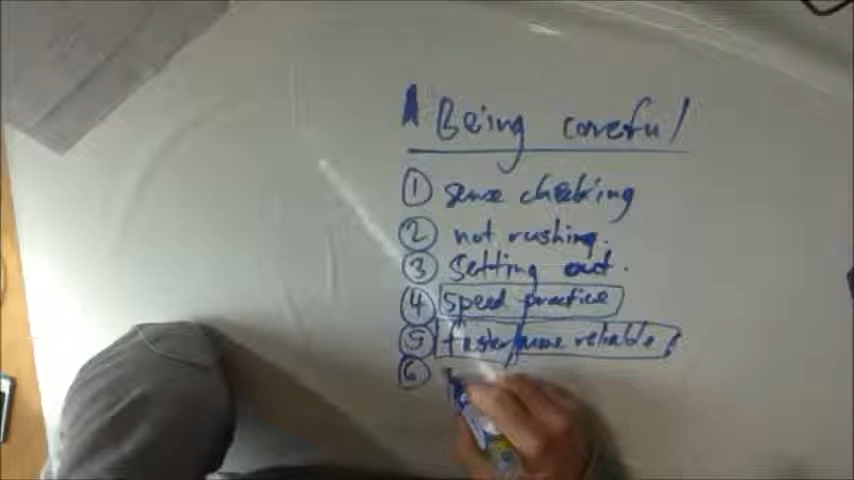 Being careful
① sense checking
② not rushing.
③ Setting out.
④ speed practice
⑤ faster/more reliable
⑥